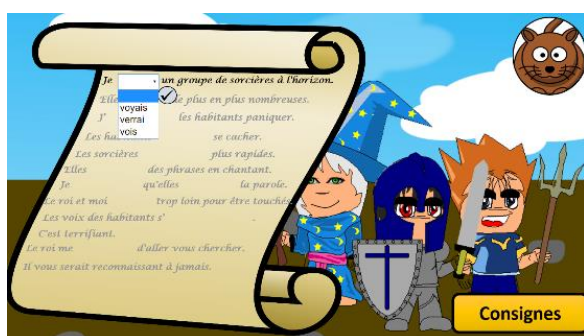 Je un groupe de sorcières à l'horizon.
Elle de plus en plus nombreuses.
voyais
J' les habitants paniquer.
verrai
vois
Les ha se cacher.
Les sorcières plus rapides.
Elles des phrases en chantant.
Je qu'elles la parole.
Le roi et moi trop loin pour être touchés
Les voix des habitants s' .
C'est terrifiant.
Le roi me d'aller vous chercher.
Il vous serait reconnaissant à jamais.
Consignes